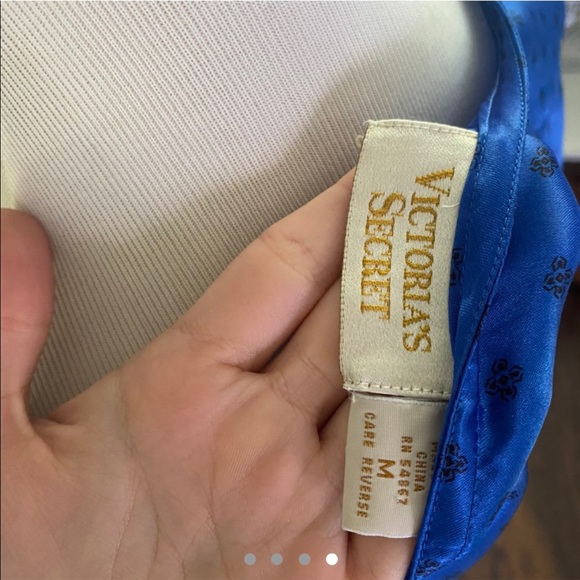 VICTORIA'S
SECRET
CHINA
RN 54867
M
CARE REVERSE